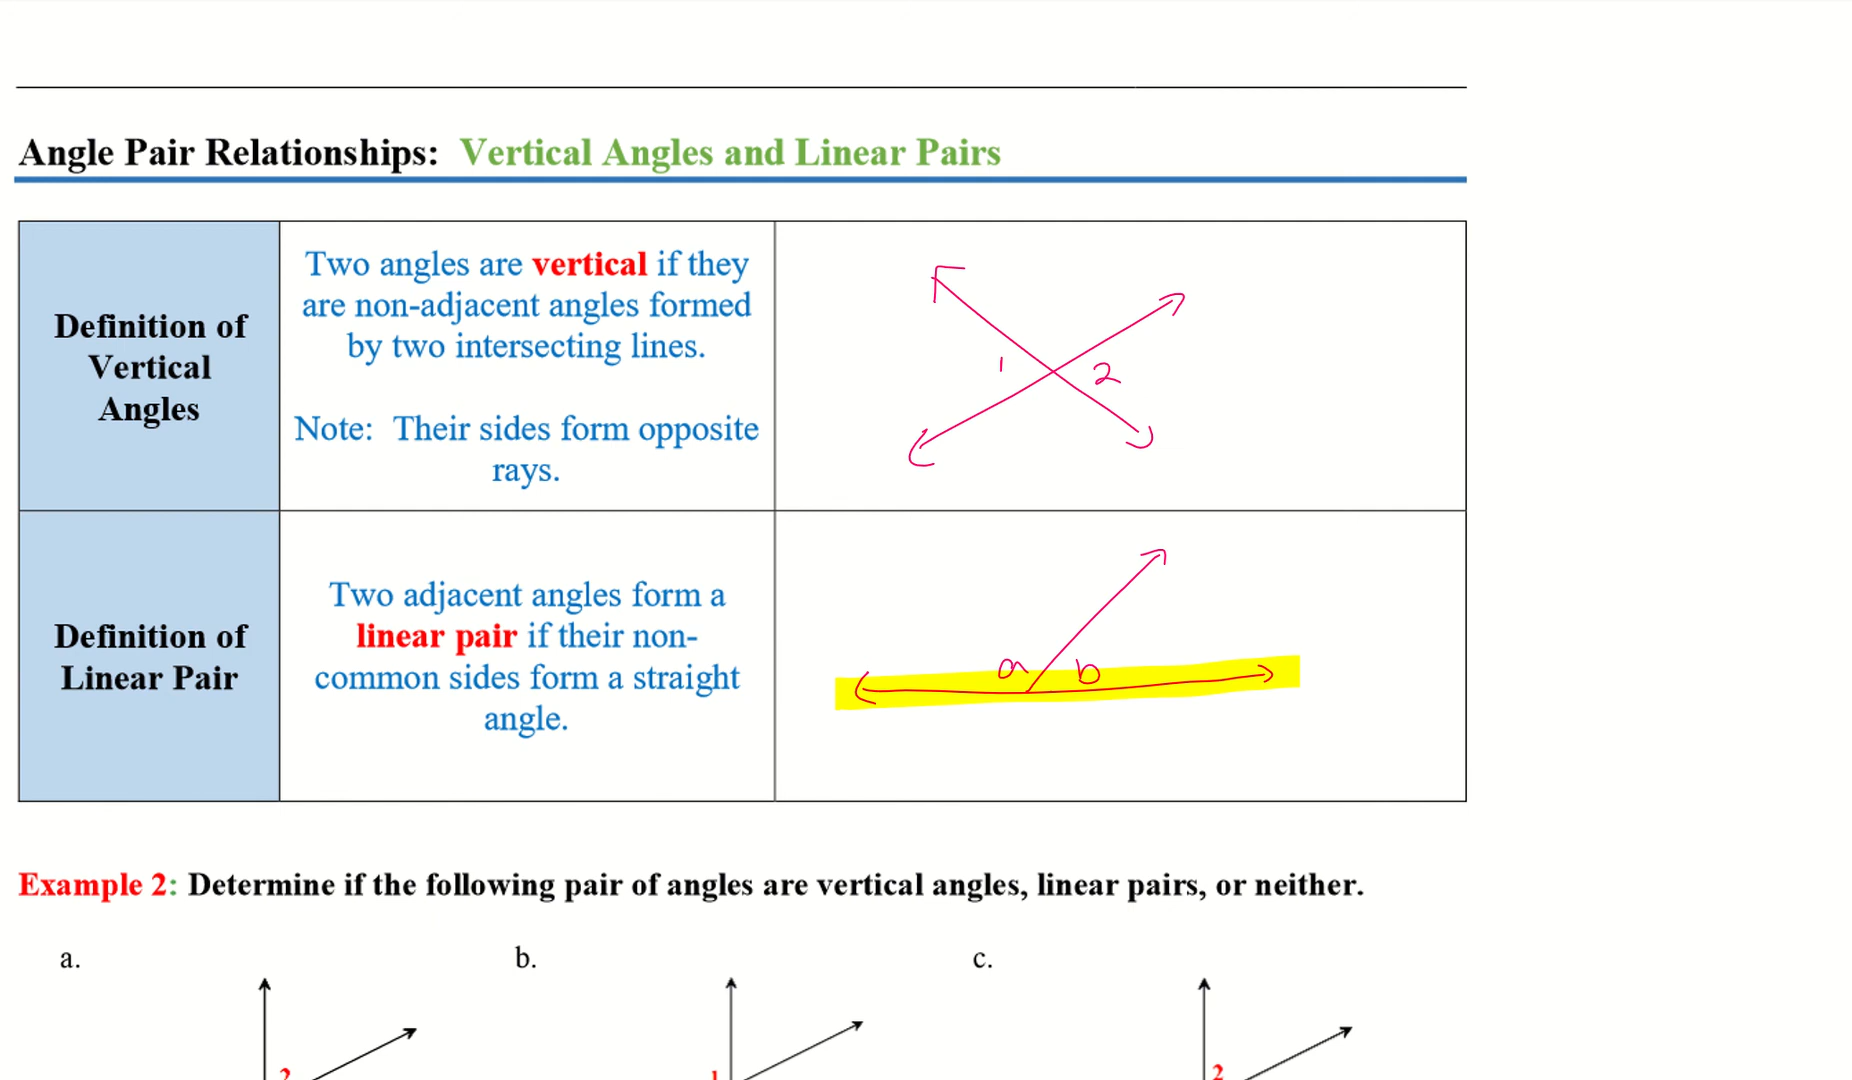 Angle Pair Relationships: Vertical Angles and Linear Pairs
Definition of
Vertical
Angles
Two angles are vertical if they
are non-adjacent angles formed
by two intersecting lines.
Note: Their sides form opposite
rays.
1
2
Definition of
Linear Pair
Two adjacent angles form a
linear pair if their non-
common sides form a straight
angle.
a
b
Example 2: Determine if the following pair of angles are vertical angles, linear pairs, or neither.
a.
b.
c.
2
1
2